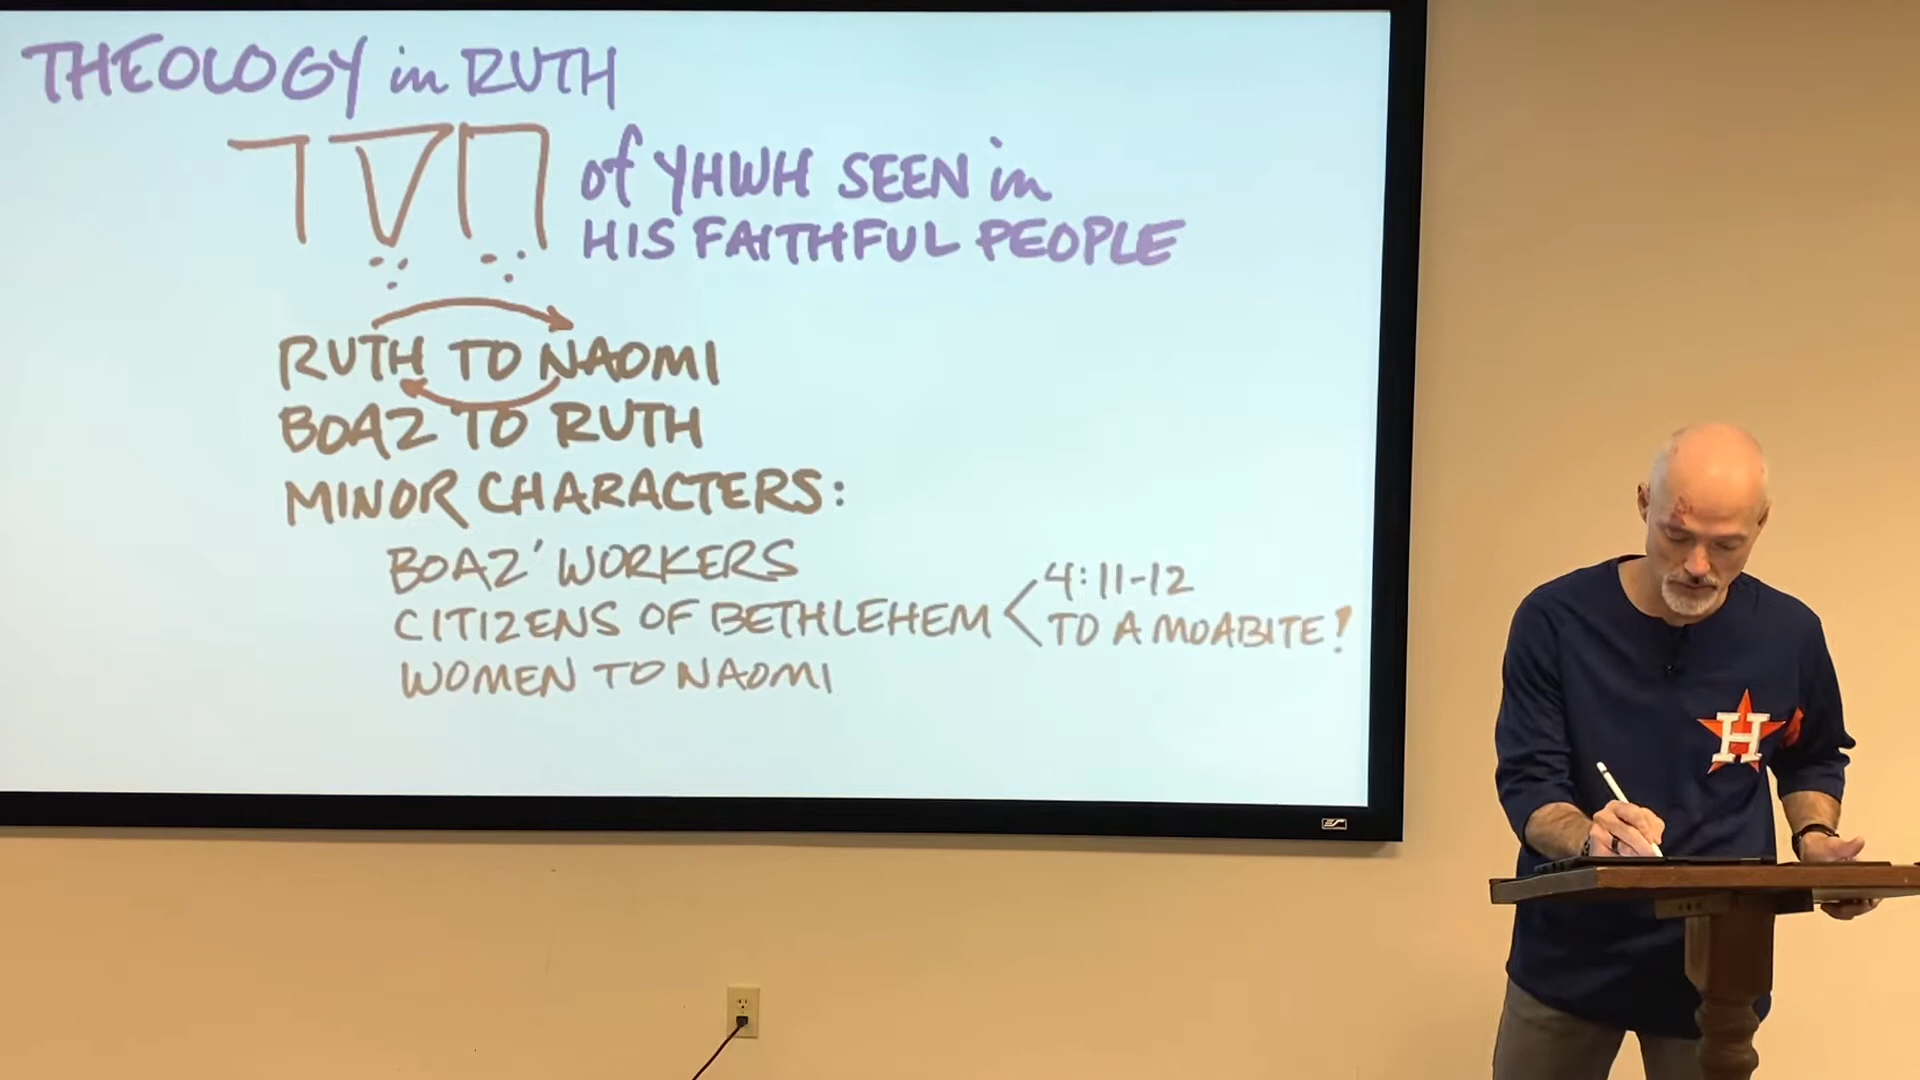 THEOLOGY in RUTH
חֶסֶד of YHWH SEEN in
HIS FAITHFUL PEOPLE
RUTH TO NAOMI
BOAZ TO RUTH
MINOR CHARACTERS:
BOAZ' WORKERS
CITIZENS OF BETHLEHEM < 4:11-12
TO A MOABITE!
WOMEN TO NAOMI
H